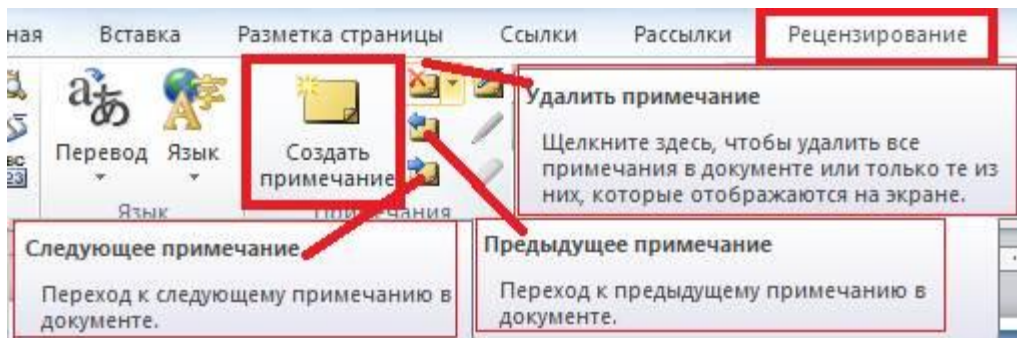 ная Вставка Разметка страницы Ссылки Рассылки Рецензирование
Перевод Язык Создать примечание
Язык Примечания
Удалить примечание
Щелкните здесь, чтобы удалить все
примечания в документе или только те из
них, которые отображаются на экране.
Следующее примечание
Переход к следующему примечанию в
документе.
Предыдущее примечание
Переход к предыдущему примечанию в
документе.